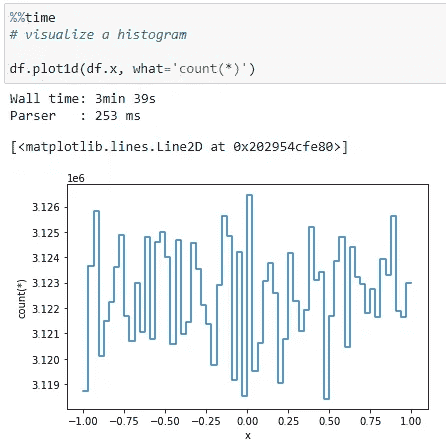 %%time
# visualize a histogram
df.plot1d(df.x, what='count(*)')
Wall time: 3min 39s
Parser   : 253 ms
[<matplotlib.lines.Line2D at 0x202954cfe80>]
1e6
3.126
3.125
3.124
3.123
3.122
3.121
3.120
3.119
count(*)
−1.00 −0.75 −0.50 −0.25 0.00 0.25 0.50 0.75 1.00
x